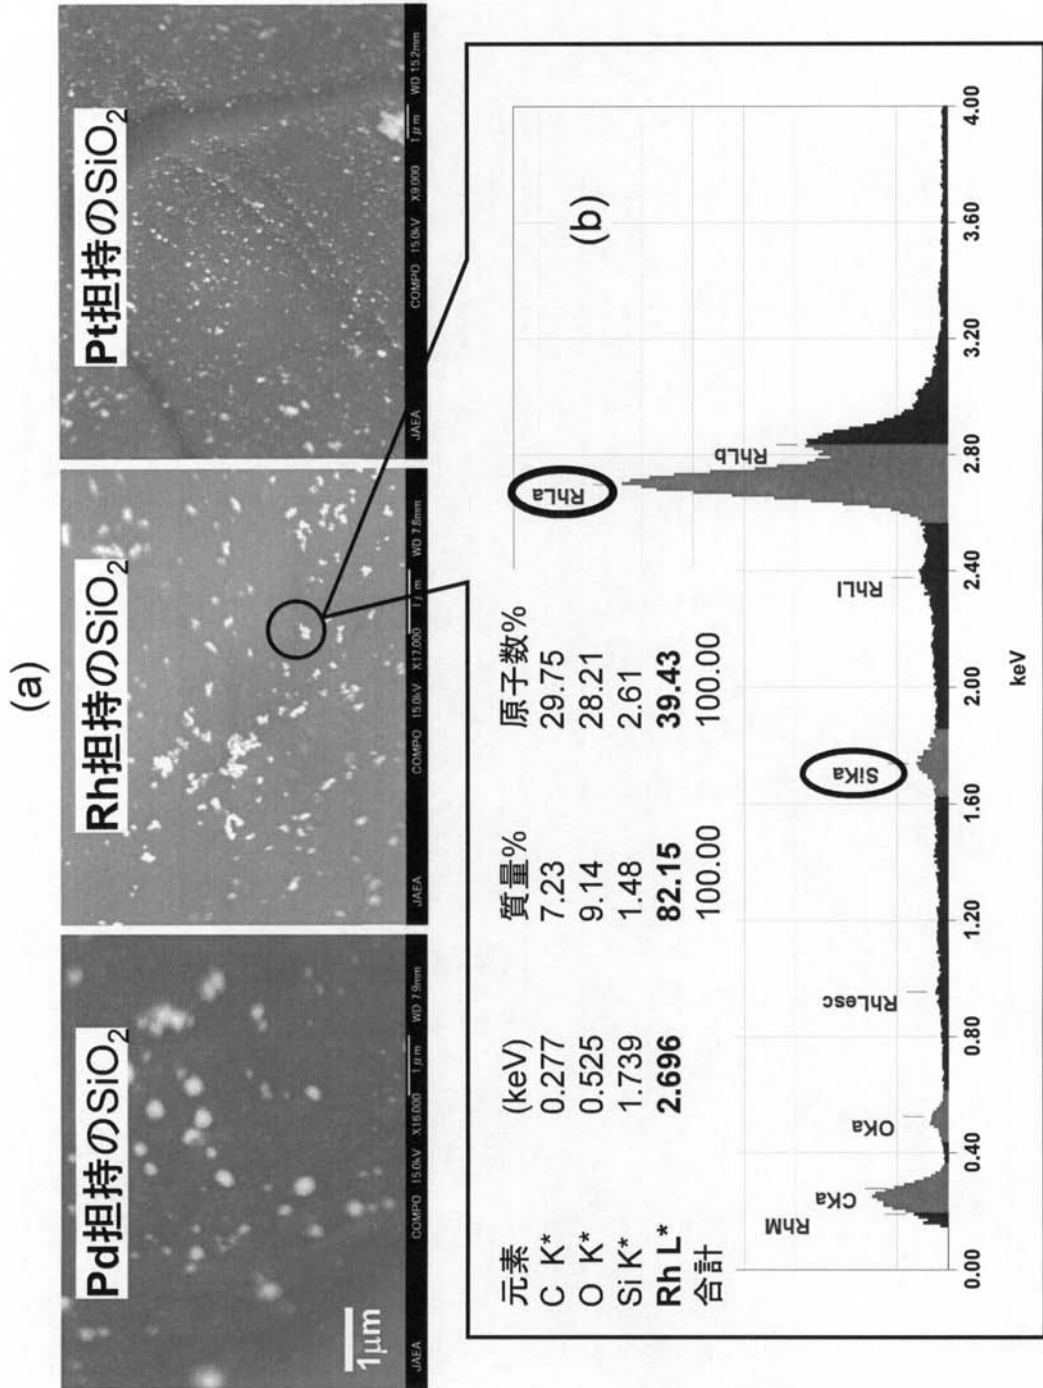 (a)
Pd担持のSiO₂
1μm
JAEA COMPO 15.0kV X16,000 1μm WD 7.9mm
Rh担持のSiO₂
JAEA COMPO 15.0kV X17,000 1μm WD 7.8mm
Pt担持のSiO₂
JAEA COMPO 15.0kV X9,000 1μm WD 15.2mm
元素 (keV) 質量% 原子数%
C K* 0.277 7.23 29.75
O K* 0.525 9.14 28.21
Si K* 1.739 1.48 2.61
Rh L* 2.696 82.15 39.43
合計 100.00 100.00
(b)
RhM
CKa
OKa
RhLesc
SiKa
RhLl
RhLa
RhLb
0.00 0.40 0.80 1.20 1.60 2.00 2.40 2.80 3.20 3.60 4.00
keV